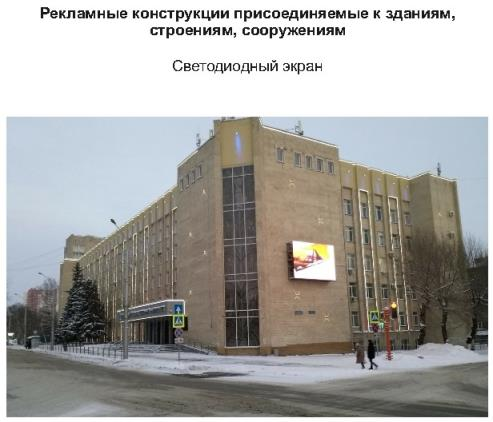 Рекламные конструкции присоединяемые к зданиям,
строениям, сооружениям
Светодиодный экран